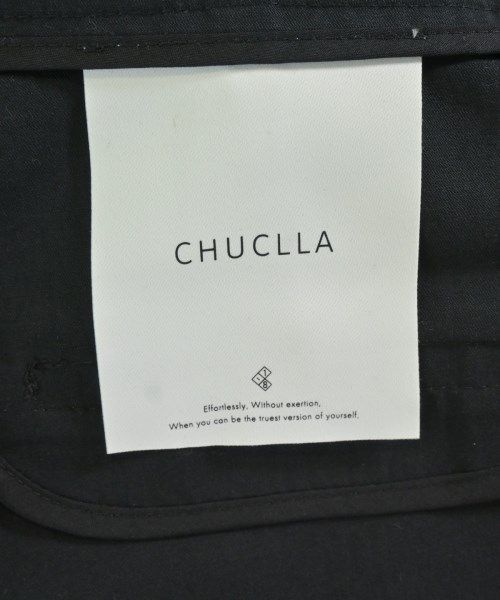 CHUCLLA
Effortlessly, Without exertion,
When you can be the truest version of yourself.